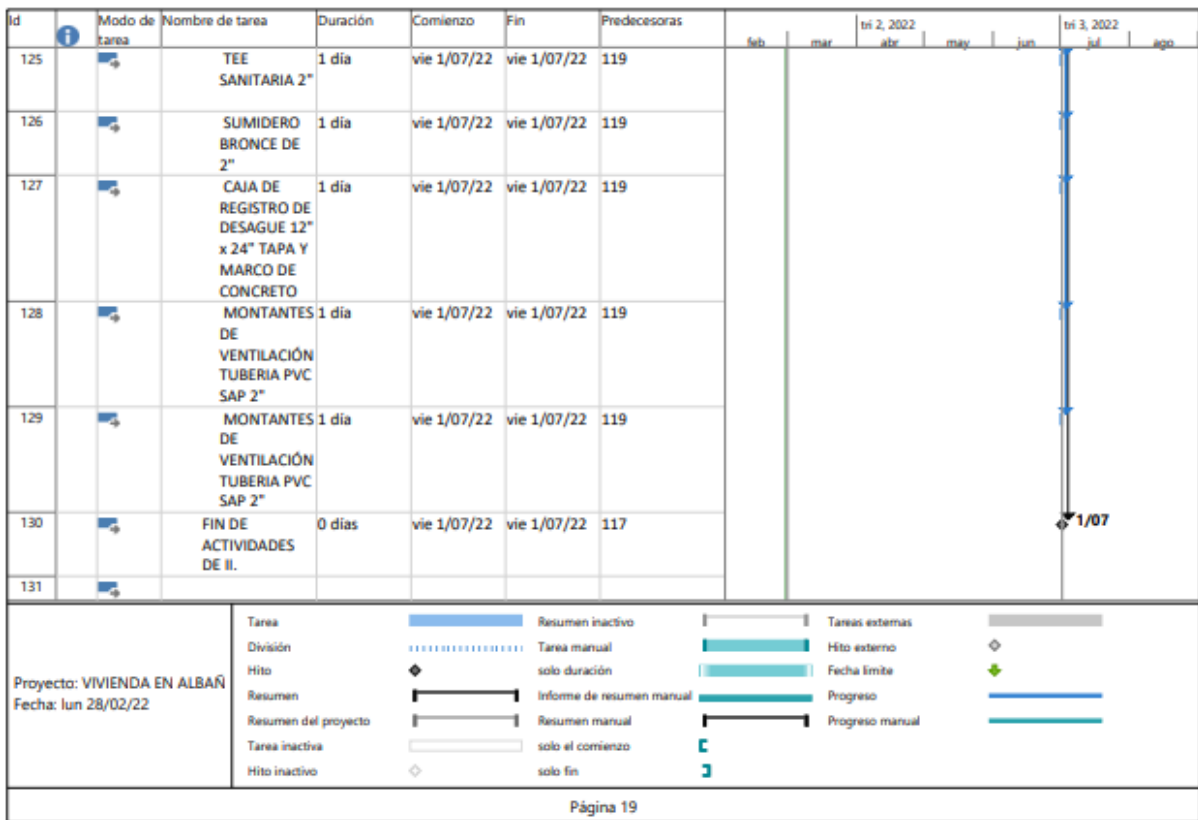 Id
Modo de tarea
Nombre de tarea
Duración
Comienzo
Fin
Predecesoras
tri 2, 2022
tri 3, 2022
feb
mar
abr
may
jun
jul
ago
125
TEE
SANITARIA 2"
1 día
vie 1/07/22
vie 1/07/22
119
126
SUMIDERO
BRONCE DE
2"
1 día
vie 1/07/22
vie 1/07/22
119
127
CAJA DE
REGISTRO DE
DESAGUE 12"
x 24" TAPA Y
MARCO DE
CONCRETO
1 día
vie 1/07/22
vie 1/07/22
119
128
MONTANTES
DE
VENTILACIÓN
TUBERIA PVC
SAP 2"
1 día
vie 1/07/22
vie 1/07/22
119
129
MONTANTES
DE
VENTILACIÓN
TUBERIA PVC
SAP 2"
1 día
vie 1/07/22
vie 1/07/22
119
130
FIN DE
ACTIVIDADES
DE II.
0 días
vie 1/07/22
vie 1/07/22
117
1/07
131
Proyecto: VIVIENDA EN ALBAÑ
Fecha: lun 28/02/22
Tarea
División
Hito
Resumen
Resumen del proyecto
Tarea inactiva
Hito inactivo
Resumen inactivo
Tarea manual
solo duración
Informe de resumen manual
Resumen manual
solo el comienzo
solo fin
Tareas externas
Hito externo
Fecha límite
Progreso
Progreso manual
Página 19